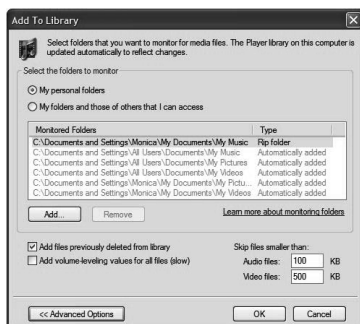 Add To Library
Select folders that you want to monitor for media files. The Player library on this computer is
updated automatically to reflect changes.
Select the folders to monitor
My personal folders
My folders and those of others that I can access
Monitored Folders Type
C:\Documents and Settings\Monica\My Documents\My Music Rip folder
C:\Documents and Settings\All Users\Documents\My Music Automatically added
C:\Documents and Settings\All Users\Documents\My Pictures Automatically added
C:\Documents and Settings\All Users\Documents\My Videos Automatically added
C:\Documents and Settings\Monica\My Documents\My Pictu... Automatically added
C:\Documents and Settings\Monica\My Documents\My Videos Automatically added
Add... Remove Learn more about monitoring folders
Add files previously deleted from library
Add volume-leveling values for all files (slow)
Skip files smaller than:
Audio files: 100 KB
Video files: 500 KB
<< Advanced Options OK Cancel